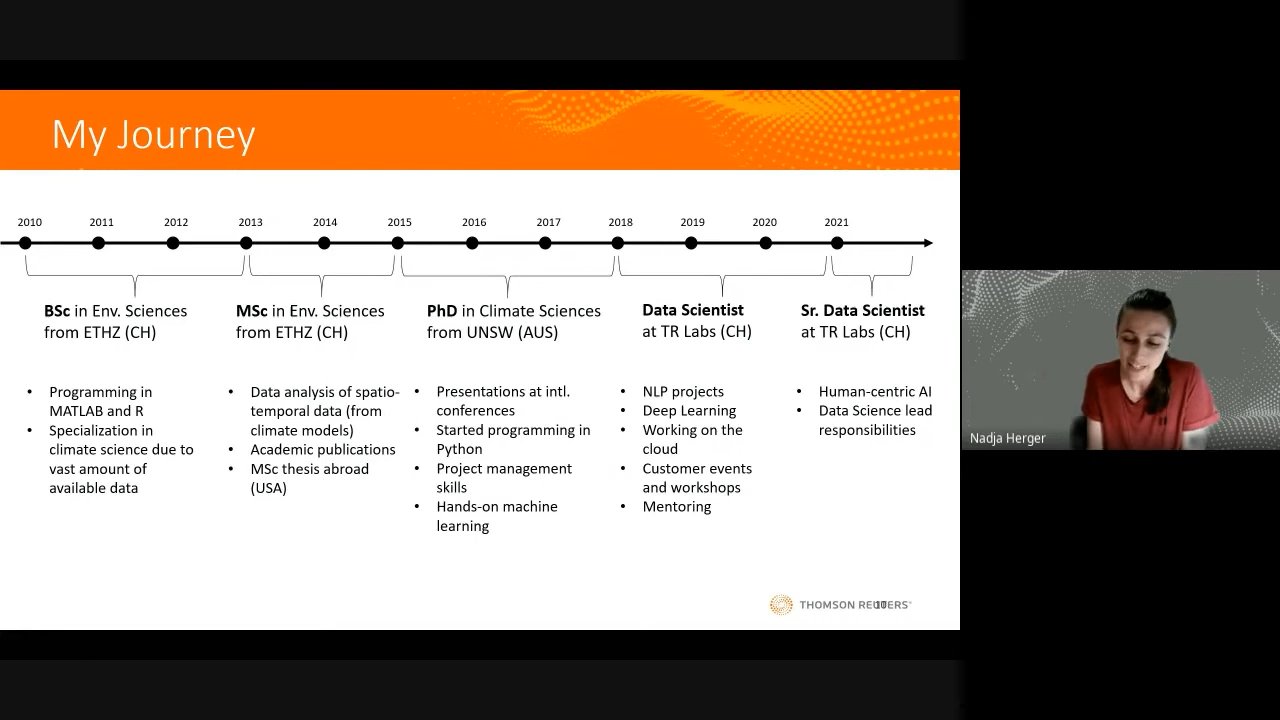 My Journey
2010 2011 2012 2013 2014 2015 2016 2017 2018 2019 2020 2021
BSc in Env. Sciences
from ETHZ (CH)
MSc in Env. Sciences
from ETHZ (CH)
PhD in Climate Sciences
from UNSW (AUS)
Data Scientist
at TR Labs (CH)
Sr. Data Scientist
at TR Labs (CH)
• Programming in
MATLAB and R
• Specialization in
climate science due to
vast amount of
available data
• Data analysis of spatio-
temporal data (from
climate models)
• Academic publications
• MSc thesis abroad
(USA)
• Presentations at intl.
conferences
• Started programming in
Python
• Project management
skills
• Hands-on machine
learning
• NLP projects
• Deep Learning
• Working on the
cloud
• Customer events
and workshops
• Mentoring
• Human-centric AI
• Data Science lead
responsibilities
Nadja Herger
THOMSON REUTERS®
10